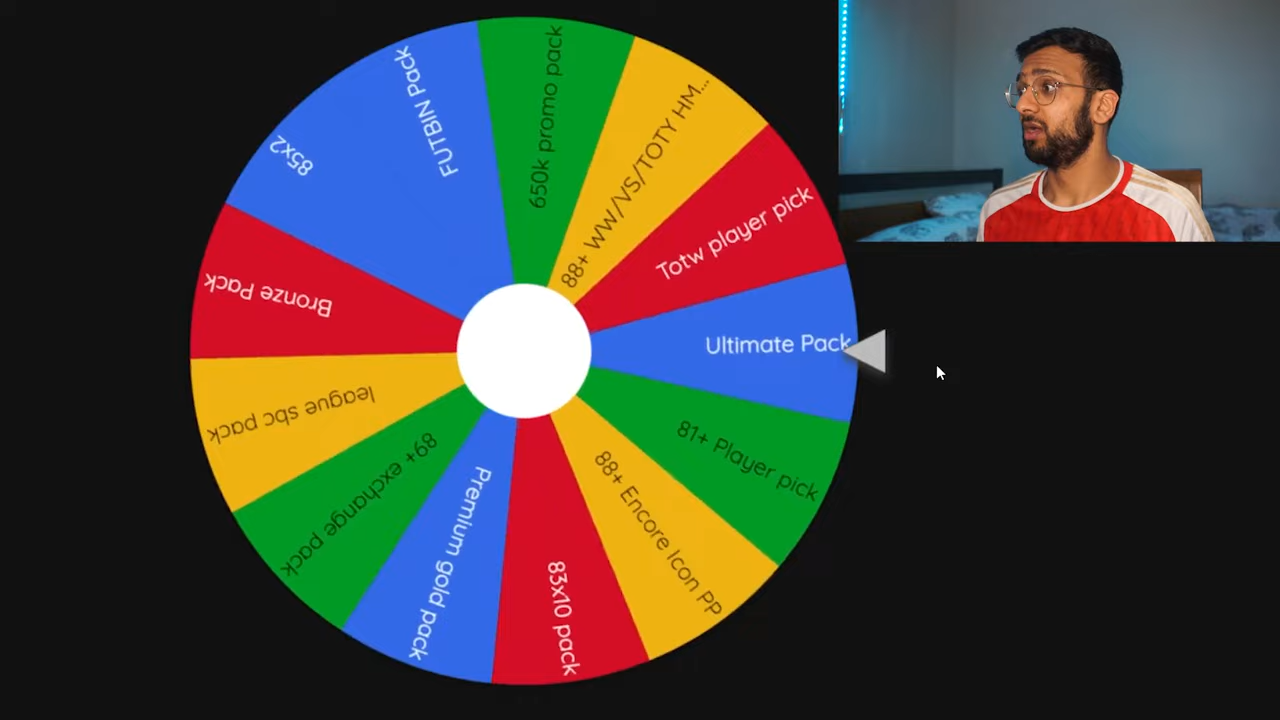 650k promo pack
88+ WW/VS/TOTY HM...
Totw player pick
Ultimate Pack
81+ Player pick
88+ Encore Icon PP
83x10 pack
Premium gold pack
89+ exchange pack
league sbc pack
Bronze Pack
85x2
FUTBIN Pack